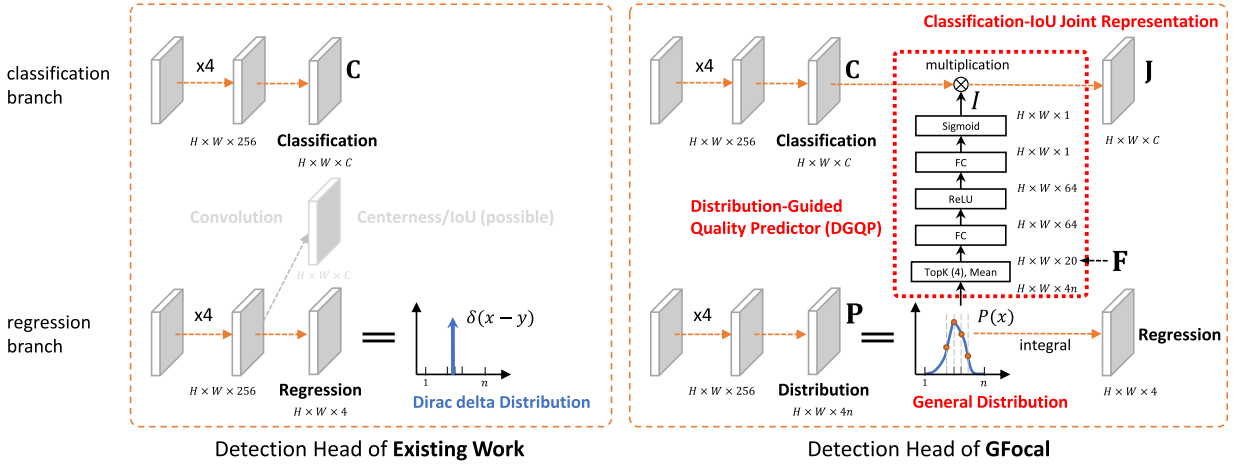 Classification-IoU Joint Representation
classification
branch
x4
C
H × W × 256
Classification
H × W × C
Convolution
Centerness/IoU (possible)
H × W × C
regression
branch
x4
H × W × 256
Regression
H × W × 4
=
δ(x − y)
1
n
Dirac delta Distribution
Detection Head of Existing Work
x4
C
H × W × 256
Classification
H × W × C
multiplication
⊗
J
H × W × C
I
Sigmoid
H × W × 1
FC
H × W × 1
ReLU
H × W × 64
FC
H × W × 64
TopK (4), Mean
H × W × 20
F
H × W × 4n
Distribution-Guided
Quality Predictor (DGQP)
x4
P
H × W × 256
Distribution
H × W × 4n
=
P(x)
1
n
General Distribution
integral
Regression
H × W × 4
Detection Head of GFocal